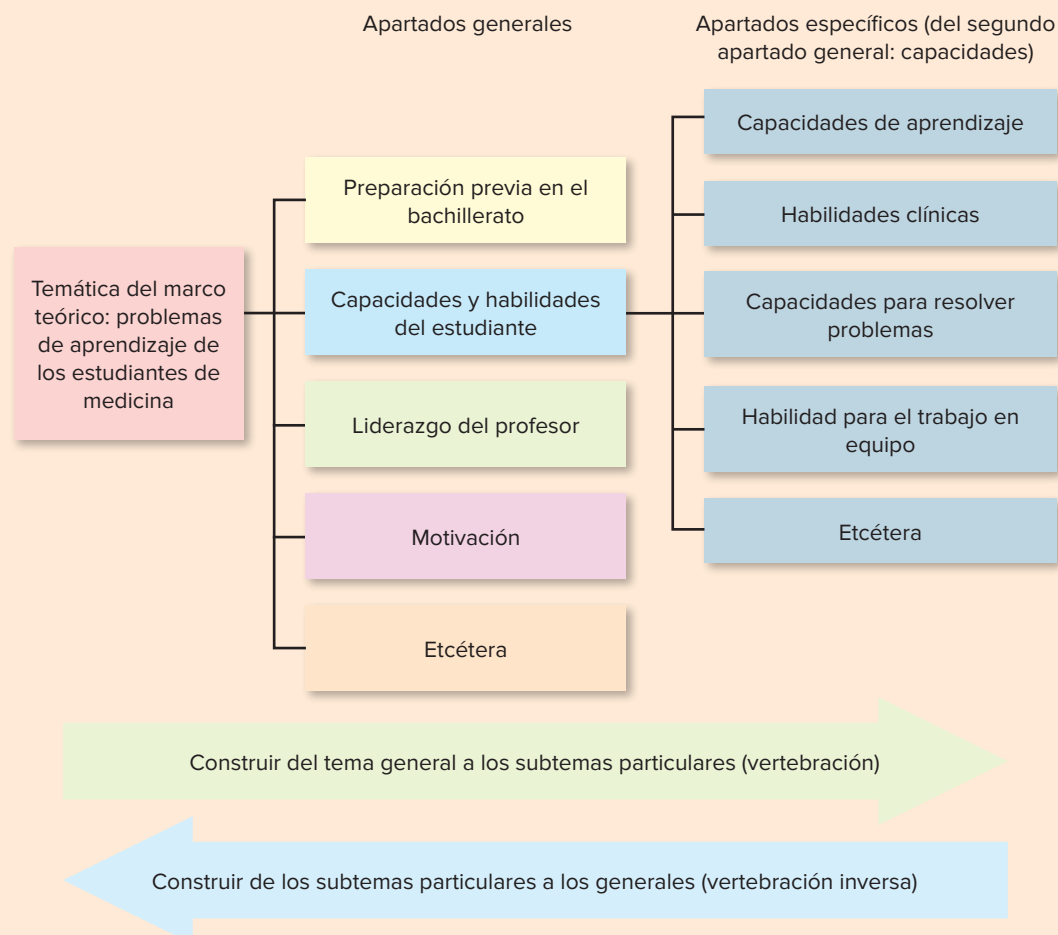 Apartados generales
Apartados específicos (del segundo
apartado general: capacidades)
Temática del marco
teórico: problemas
de aprendizaje de
los estudiantes de
medicina
Preparación previa en el
bachillerato
Capacidades y habilidades
del estudiante
Liderazgo del profesor
Motivación
Etcétera
Capacidades de aprendizaje
Habilidades clínicas
Capacidades para resolver
problemas
Habilidad para el trabajo en
equipo
Etcétera
Construir del tema general a los subtemas particulares (vertebración)
Construir de los subtemas particulares a los generales (vertebración inversa)